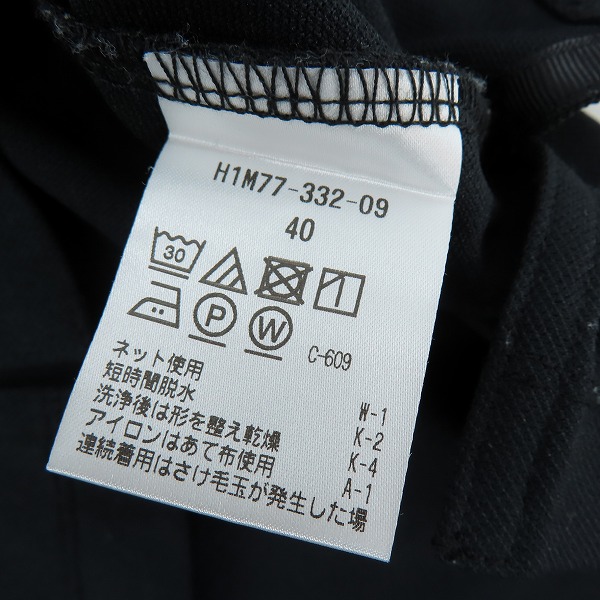 H1M77-332-09
40
30
P W C-609
ネット使用
短時間脱水 W-1
洗浄後は形を整え乾燥 K-2
アイロンはあて布使用 K-4
連続着用はさけ毛玉が発生した場 A-1